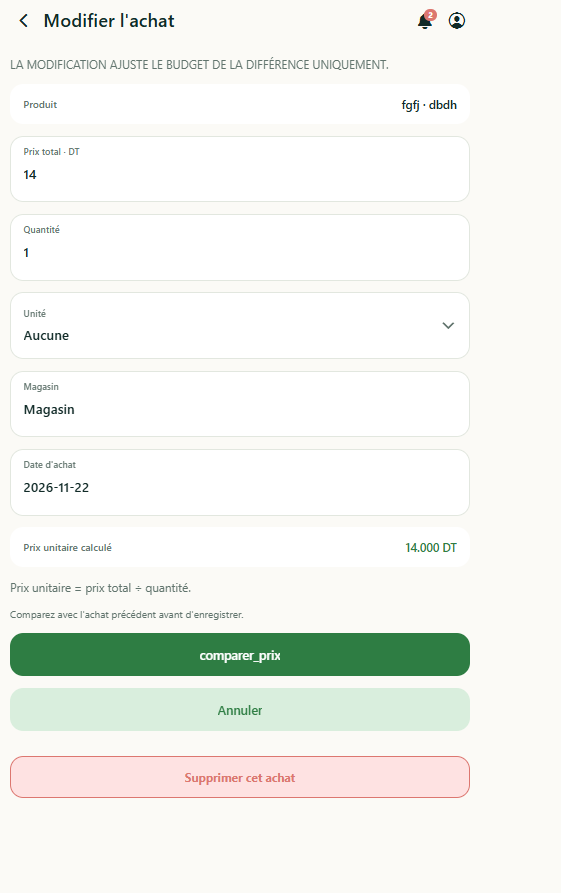 Modifier l'achat
2
LA MODIFICATION AJUSTE LE BUDGET DE LA DIFFÉRENCE UNIQUEMENT.
Produit
fgfj · dbdh
Prix total · DT
14
Quantité
1
Unité
Aucune
Magasin
Magasin
Date d'achat
2026-11-22
Prix unitaire calculé
14.000 DT
Prix unitaire = prix total ÷ quantité.
Comparez avec l'achat précédent avant d'enregistrer.
comparer_prix
Annuler
Supprimer cet achat